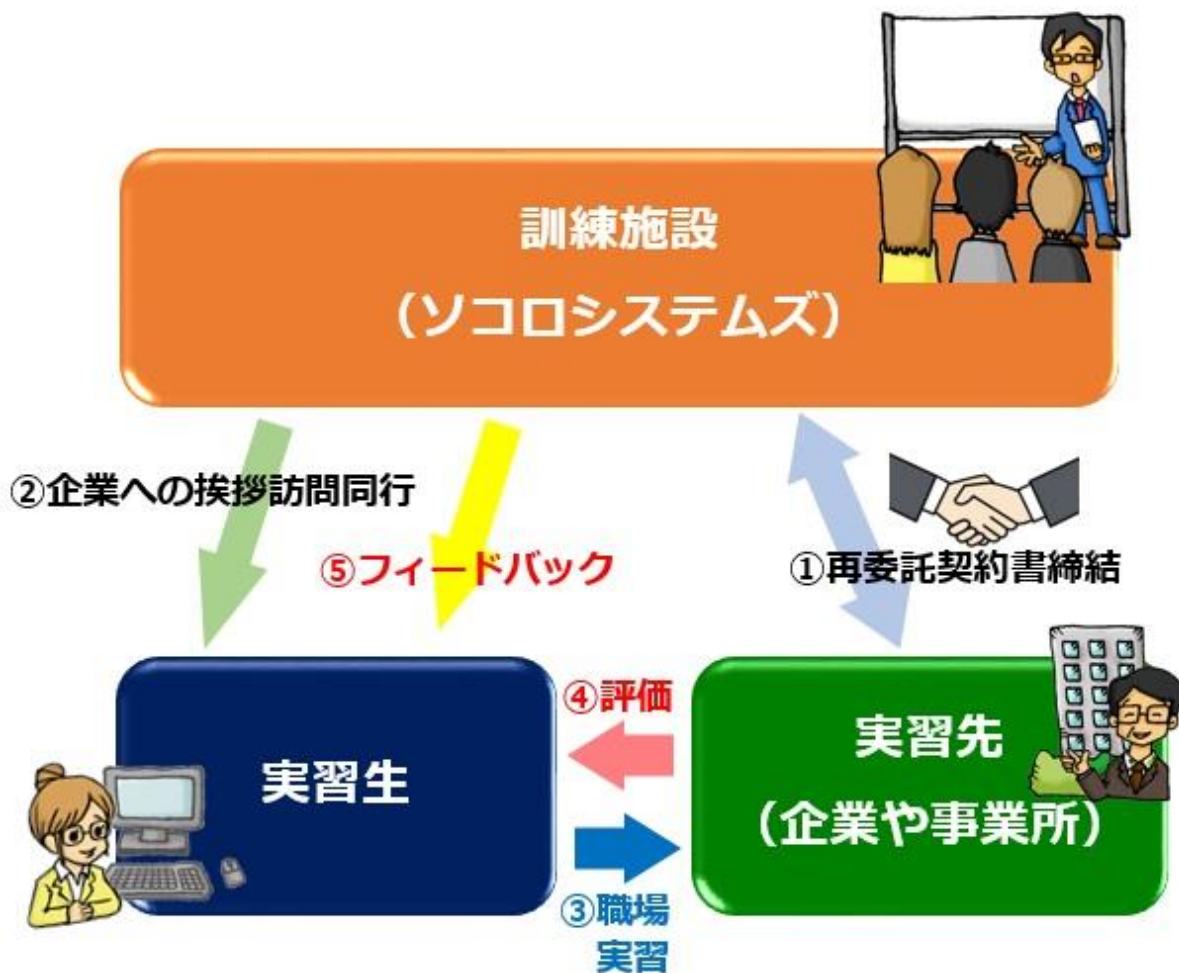 訓練施設
（ソコロシステムズ）
②企業への挨拶訪問同行
⑤フィードバック
①再委託契約書締結
④評価
実習生
実習先
（企業や事業所）
③職場
実習